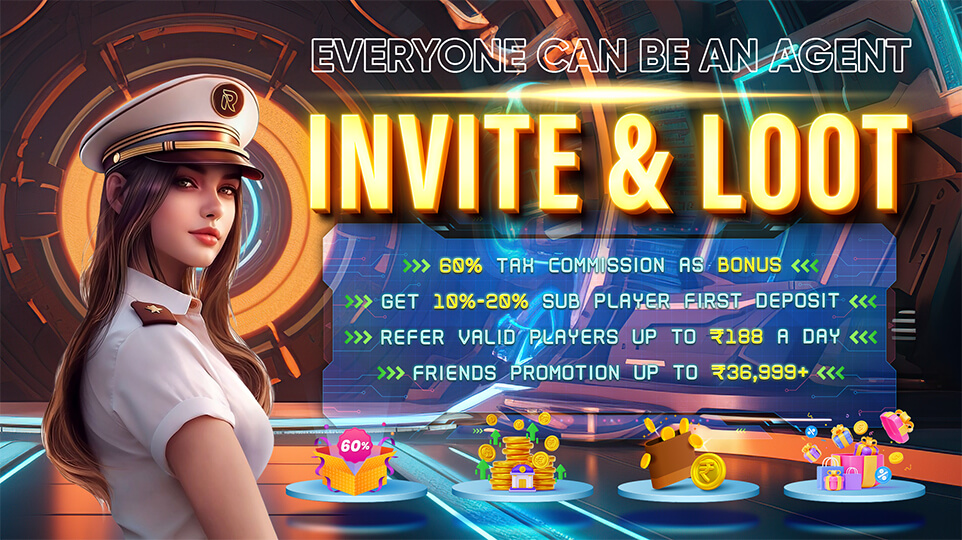 EVERYONE CAN BE AN AGENT
INVITE & LOOT
>>> 60% TAX COMMISSION AS BONUS <<<
>>> GET 10%-20% SUB PLAYER FIRST DEPOSIT <<<
>>> REFER VALID PLAYERS UP TO ₹188 A DAY <<<
>>> FRIENDS PROMOTION UP TO ₹36,999+ <<<
R
60%
₹